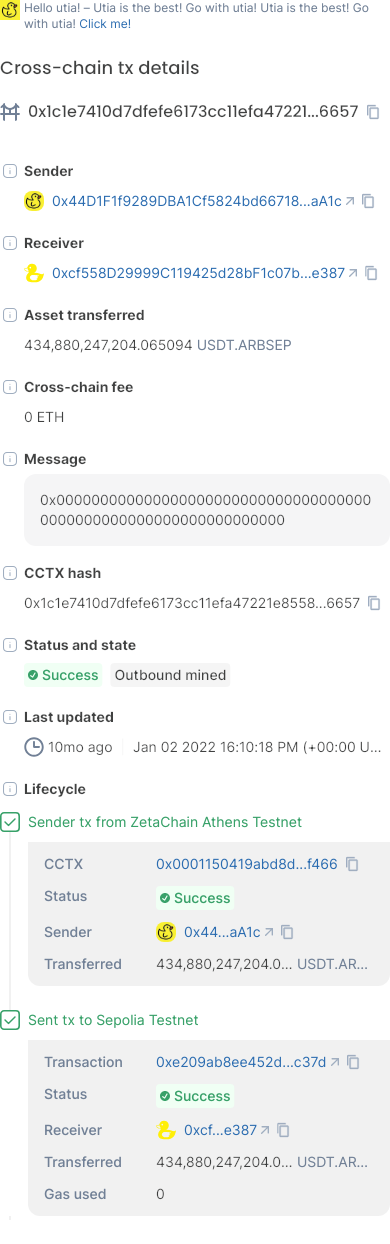 Hello utia! – Utia is the best! Go with utia! Utia is the best! Go
with utia! Click me!
Cross-chain tx details
0x1c1e7410d7dfefe6173cc11efa47221...6657
Sender
0x44D1F1f9289DBA1Cf5824bd66718...aA1c
Receiver
0xcf558D29999C119425d28bF1c07b...e387
Asset transferred
434,880,247,204.065094 USDT.ARBSEP
Cross-chain fee
0 ETH
Message
0x00000000000000000000000000000000000
00000000000000000000000000000
CCTX hash
0x1c1e7410d7dfefe6173cc11efa47221e8558...6657
Status and state
Success Outbound mined
Last updated
10mo ago Jan 02 2022 16:10:18 PM (+00:00 U...
Lifecycle
Sender tx from ZetaChain Athens Testnet
CCTX 0x0001150419abd8d...f466
Status Success
Sender 0x44...aA1c
Transferred 434,880,247,204.0... USDT.AR...
Sent tx to Sepolia Testnet
Transaction 0xe209ab8ee452d...c37d
Status Success
Receiver 0xcf...e387
Transferred 434,880,247,204.0... USDT.AR...
Gas used 0